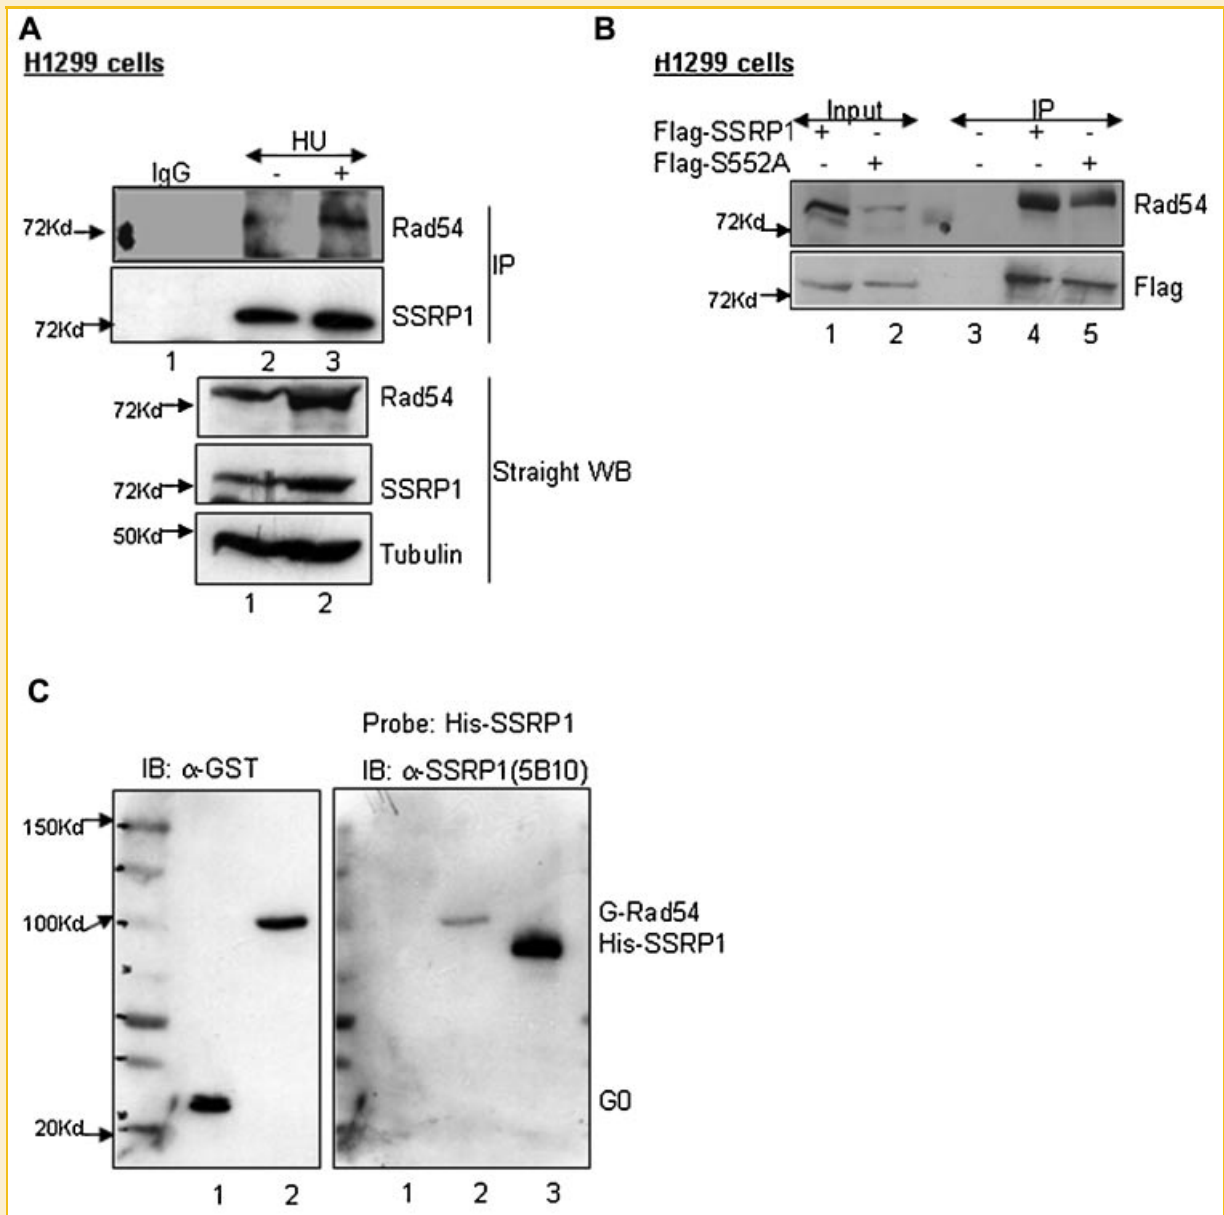 A
H1299 cells
HU
IgG - +
72Kd Rad54
IP
72Kd SSRP1
1 2 3
72Kd Rad54
72Kd SSRP1
Straight WB
50Kd Tubulin
1 2
B
H1299 cells
Input IP
Flag-SSRP1 + - - + -
Flag-S552A - + - - +
72Kd Rad54
72Kd Flag
1 2 3 4 5
C
Probe: His-SSRP1
IB: α-GST IB: α-SSRP1(5B10)
150Kd
100Kd G-Rad54
His-SSRP1
G0
20Kd
1 2 1 2 3